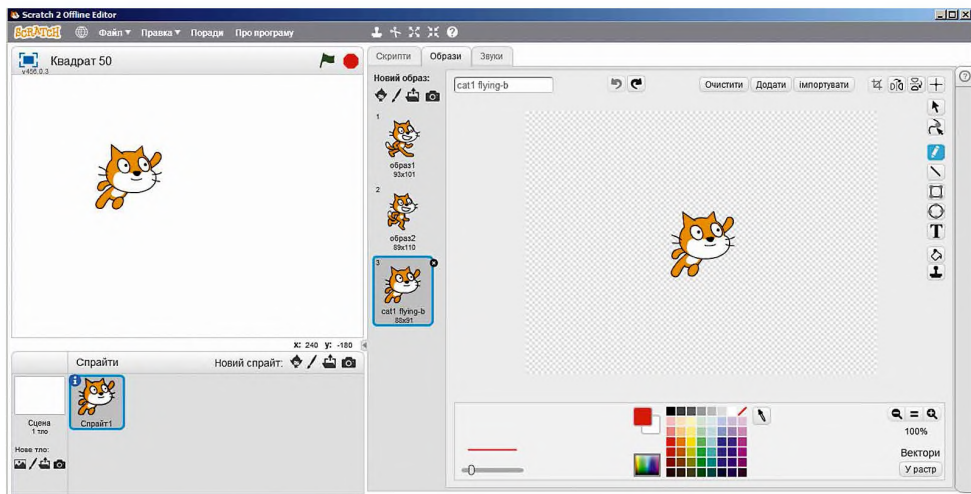 Scratch 2 Offline Editor
SCRATCH Файл Правка Поради Про програму
Квадрат 50
v456.0.3
Скрипти Образи Звуки
Новий образ:
cat1 flying-b
Очистити Додати імпортувати
1
образ1
93x101
2
образ2
89x110
3
cat1 flying-b
88x91
T
x: 240 y: -180
Спрайти Новий спрайт:
Сцена
1 тло
Спрайт1
Нове тло:
100%
Вектори
У растр